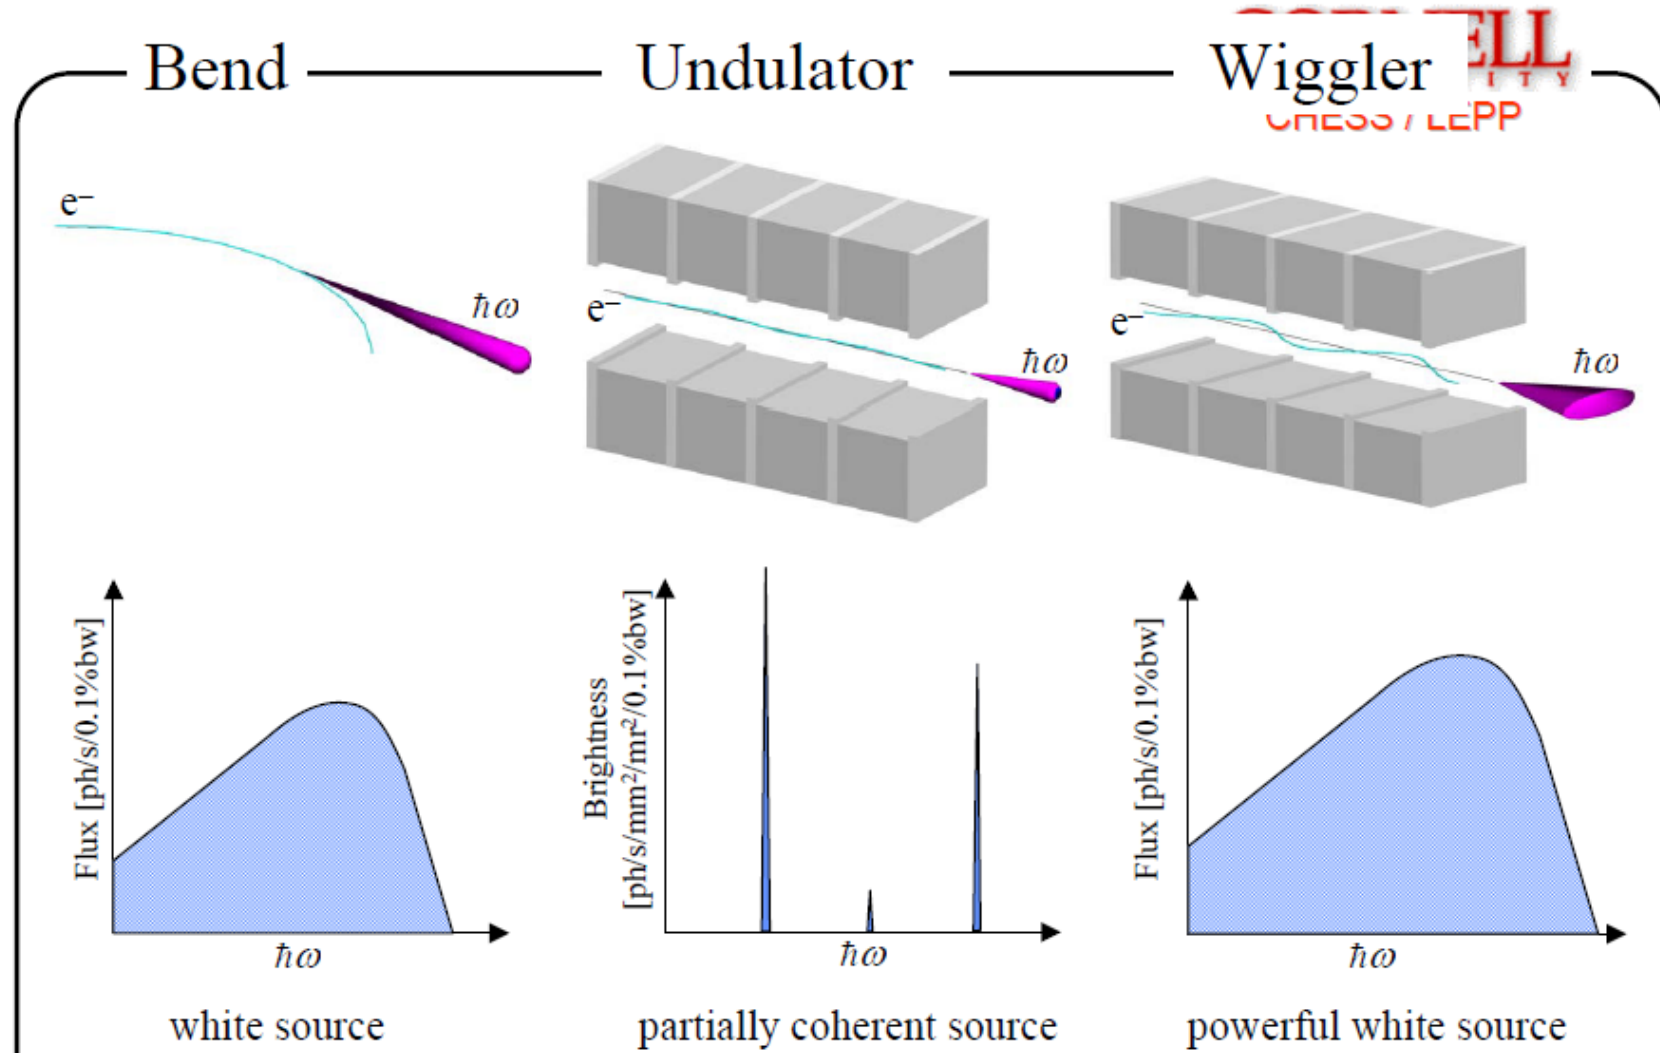 Bend
Undulator
Wiggler
CHESS / LEPP
e⁻
ħω
e⁻
ħω
e⁻
ħω
Flux [ph/s/0.1%bw]
ħω
white source
Brightness
[ph/s/mm²/mr²/0.1%bw]
ħω
partially coherent source
Flux [ph/s/0.1%bw]
ħω
powerful white source